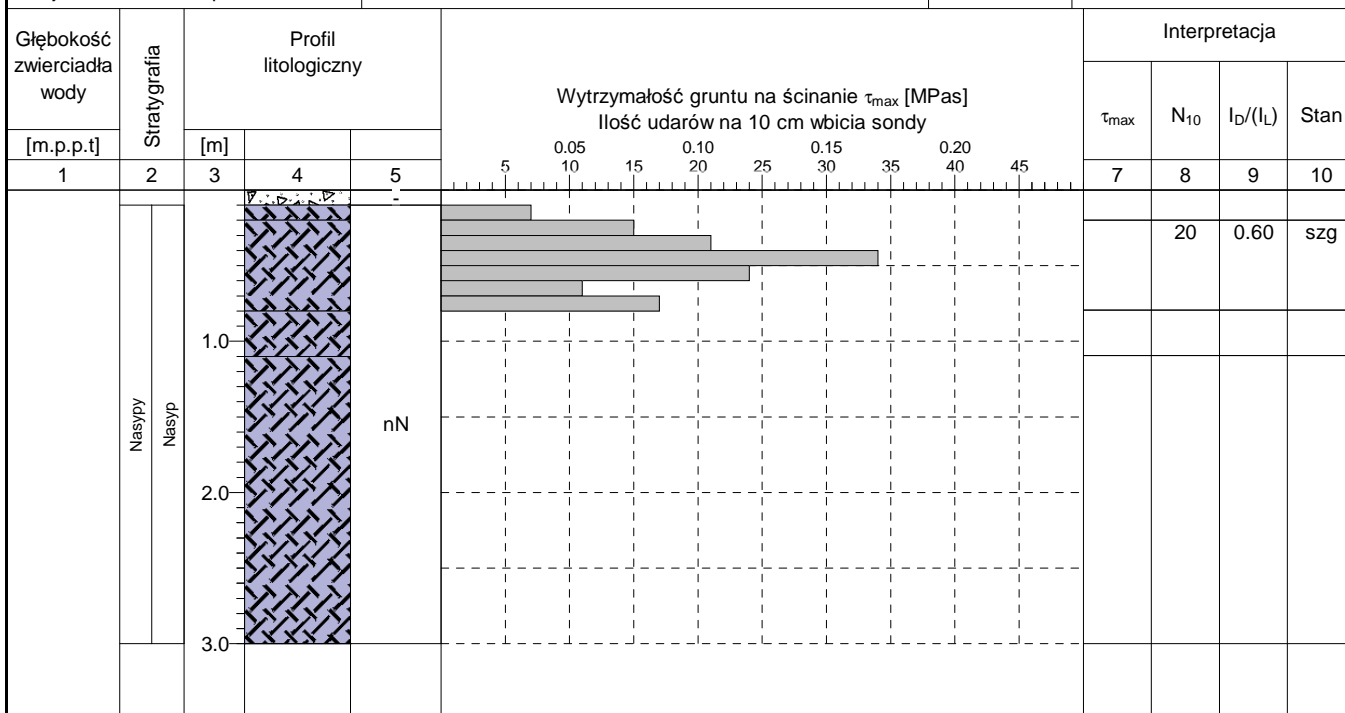 Głębokość
zwierciadła
wody
[m.p.p.t]
1
Stratygrafia
2
Profil
litologiczny
[m]
3
4
5
Wytrzymałość gruntu na ścinanie τmax [MPas]
Ilość udarów na 10 cm wbicia sondy
0.05 0.10 0.15 0.20
5 10 15 20 25 30 35 40 45
Interpretacja
τmax N10 ID/(IL) Stan
7 8 9 10
-
20 0.60 szg
1.0
Nasypy
Nasyp
nN
2.0
3.0